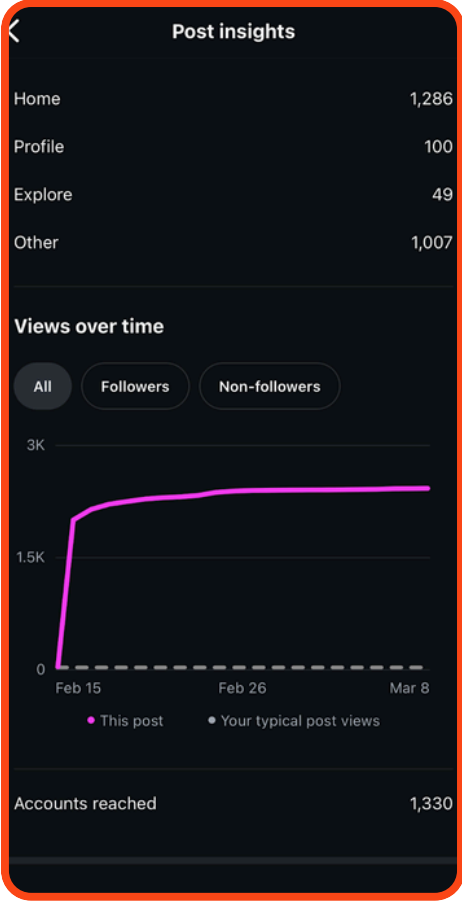 Post insights
Home 1,286
Profile 100
Explore 49
Other 1,007
Views over time
All Followers Non-followers
3K
1.5K
0
Feb 15 Feb 26 Mar 8
This post Your typical post views
Accounts reached 1,330